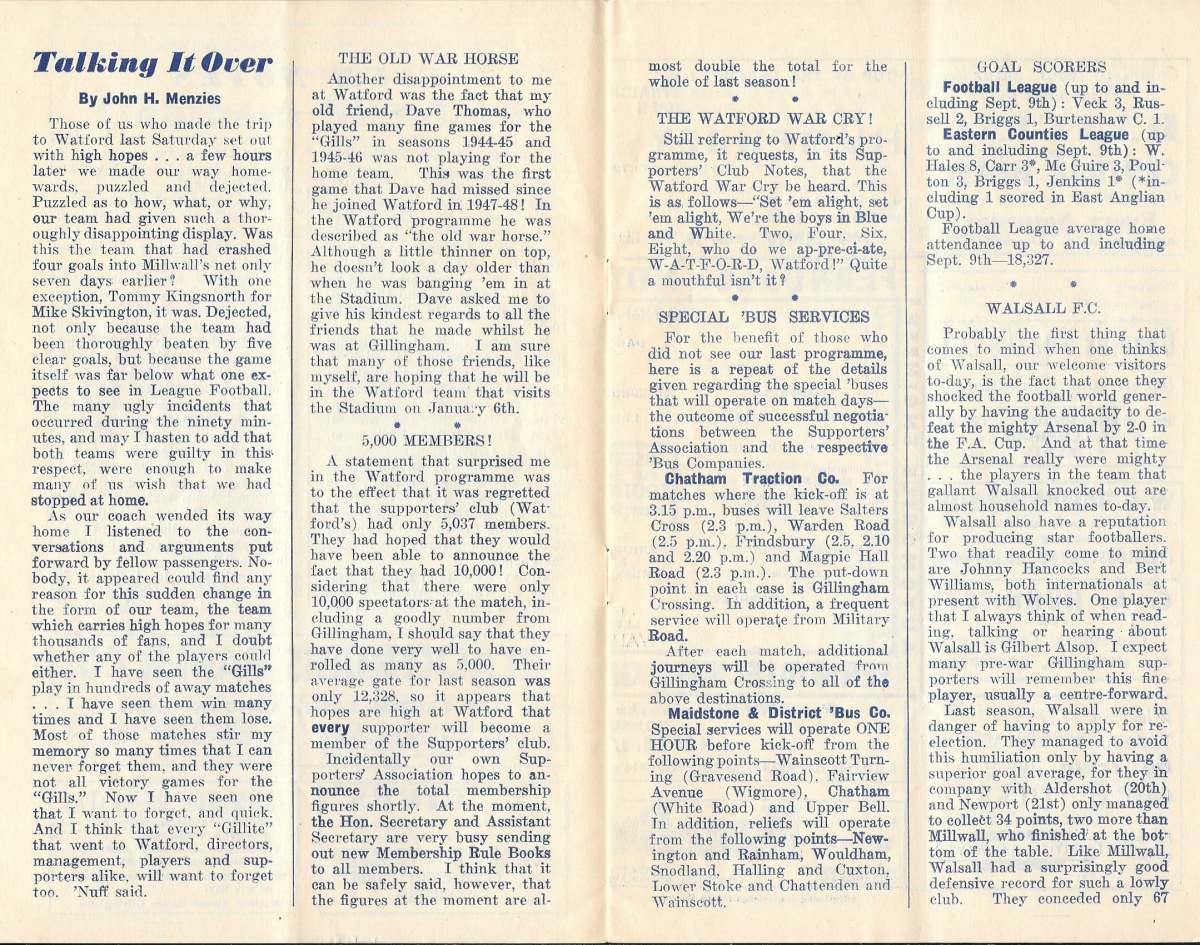 Talking It Over
By John H. Menzies
Those of us who made the trip
to Watford last Saturday set out
with high hopes . . . a few hours
later we made our way home-
wards, puzzled and dejected.
Puzzled as to how, what, or why,
our team had given such a thor-
oughly disappointing display. Was
this the team that had crashed
four goals into Millwall's net only
seven days earlier? With one
exception, Tommy Kingsnorth for
Mike Skivington, it was. Dejected,
not only because the team had
been thoroughly beaten by five
clear goals, but because the game
itself was far below what one ex-
pects to see in League Football.
The many ugly incidents that
occurred during the ninety min-
utes, and may I hasten to add that
both teams were guilty in this
respect, were enough to make
many of us wish that we had
stopped at home.
As our coach wended its way
home I listened to the con-
versations and arguments put
forward by fellow passengers. No-
body, it appeared could find any
reason for this sudden change in
the form of our team, the team
which carries high hopes for many
thousands of fans, and I doubt
whether any of the players could
either. I have seen the "Gills"
play in hundreds of away matches
. . . I have seen them win many
times and I have seen them lose.
Most of those matches stir my
memory so many times that I can
never forget them, and they were
not all victory games for the
"Gills." Now I have seen one
that I want to forget, and quick.
And I think that every "Gillite"
that went to Watford, directors,
management, players and sup-
porters alike, will want to forget
too. 'Nuff said.
THE OLD WAR HORSE
Another disappointment to me
at Watford was the fact that my
old friend, Dave Thomas, who
played many fine games for the
"Gills" in seasons 1944-45 and
1945-46 was not playing for the
home team. This was the first
game that Dave had missed since
he joined Watford in 1947-48! In
the Watford programme he was
described as "the old war horse."
Although a little thinner on top,
he doesn't look a day older than
when he was banging 'em in at
the Stadium. Dave asked me to
give his kindest regards to all the
friends that he made whilst he
was at Gillingham. I am sure
that many of those friends, like
myself, are hoping that he will be
in the Watford team that visits
the Stadium on January 6th.
* *
5,000 MEMBERS!
A statement that surprised me
in the Watford programme was
to the effect that it was regretted
that the supporters' club (Wat-
ford's) had only 5,037 members.
They had hoped that they would
have been able to announce the
fact that they had 10,000! Con-
sidering that there were only
10,000 spectators at the match, in-
cluding a goodly number from
Gillingham, I should say that they
have done very well to have en-
rolled as many as 5,000. Their
average gate for last season was
only 12,328, so it appears that
hopes are high at Watford that
every supporter will become a
member of the Supporters' club.
Incidentally our own Sup-
porters' Association hopes to an-
nounce the total membership
figures shortly. At the moment,
the Hon. Secretary and Assistant
Secretary are very busy sending
out new Membership Rule Books
to all members. I think that it
can be safely said, however, that
the figures at the moment are al-
most double the total for the
whole of last season!
* *
THE WATFORD WAR CRY!
Still referring to Watford's pro-
gramme, it requests, in its Sup-
porters' Club Notes, that the
Watford War Cry be heard. This
is as follows—"Set 'em alight, set
'em alight, We're the boys in Blue
and White. Two, Four, Six,
Eight, who do we ap-pre-ci-ate,
W-A-T-F-O-R-D, Watford!" Quite
a mouthful isn't it?
* *
SPECIAL 'BUS SERVICES
For the benefit of those who
did not see our last programme,
here is a repeat of the details
given regarding the special 'buses
that will operate on match days—
the outcome of successful negotia-
tions between the Supporters'
Association and the respective
'Bus Companies.
Chatham Traction Co. For
matches where the kick-off is at
3.15 p.m., buses will leave Salters
Cross (2.3 p.m.), Warden Road
(2.5 p.m.), Frindsbury (2.5, 2.10
and 2.20 p.m.) and Magpie Hall
Road (2.3 p.m.). The put-down
point in each case is Gillingham
Crossing. In addition, a frequent
service will operate from Military
Road.
After each match, additional
journeys will be operated from
Gillingham Crossing to all of the
above destinations.
Maidstone & District 'Bus Co.
Special services will operate ONE
HOUR before kick-off from the
following points—Wainscott Turn-
ing (Gravesend Road), Fairview
Avenue (Wigmore), Chatham
(White Road) and Upper Bell.
In addition, reliefs will operate
from the following points—New-
ington and Rainham, Wouldham,
Snodland, Halling and Cuxton,
Lower Stoke and Chattenden and
Wainscott.
GOAL SCORERS
Football League (up to and in-
cluding Sept. 9th): Veck 3, Rus-
sell 2, Briggs 1, Burtenshaw C. 1.
Eastern Counties League (up
to and including Sept. 9th): W.
Hales 8, Carr 3*, Mc Guire 3, Poul-
ton 3, Briggs 1, Jenkins 1* (*in-
cluding 1 scored in East Anglian
Cup).
Football League average home
attendance up to and including
Sept. 9th—18,327.
* *
WALSALL F.C.
Probably the first thing that
comes to mind when one thinks
of Walsall, our welcome visitors
to-day, is the fact that once they
shocked the football world gener-
ally by having the audacity to de-
feat the mighty Arsenal by 2-0 in
the F.A. Cup. And at that time
the Arsenal really were mighty
. . . the players in the team that
gallant Walsall knocked out are
almost household names to-day.
Walsall also have a reputation
for producing star footballers.
Two that readily come to mind
are Johnny Hancocks and Bert
Williams, both internationals at
present with Wolves. One player
that I always think of when read-
ing, talking or hearing about
Walsall is Gilbert Alsop. I expect
many pre-war Gillingham sup-
porters will remember this fine
player, usually a centre-forward.
Last season, Walsall were in
danger of having to apply for re-
election. They managed to avoid
this humiliation only by having a
superior goal average, for they in
company with Aldershot (20th)
and Newport (21st) only managed
to collect 34 points, two more than
Millwall, who finished at the bot-
tom of the table. Like Millwall,
Walsall had a surprisingly good
defensive record for such a lowly
club. They conceded only 67